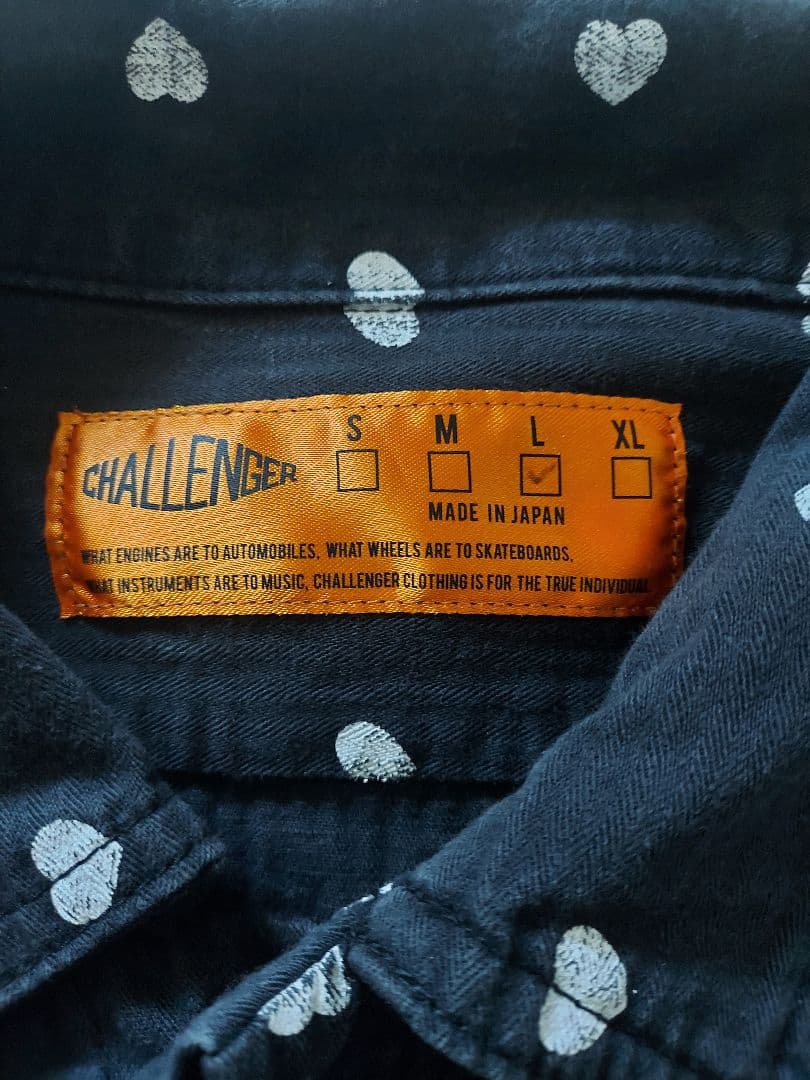 CHALLENGER
S M L XL
MADE IN JAPAN
WHAT ENGINES ARE TO AUTOMOBILES, WHAT WHEELS ARE TO SKATEBOARDS,
WHAT INSTRUMENTS ARE TO MUSIC, CHALLENGER CLOTHING IS FOR THE TRUE INDIVIDUAL